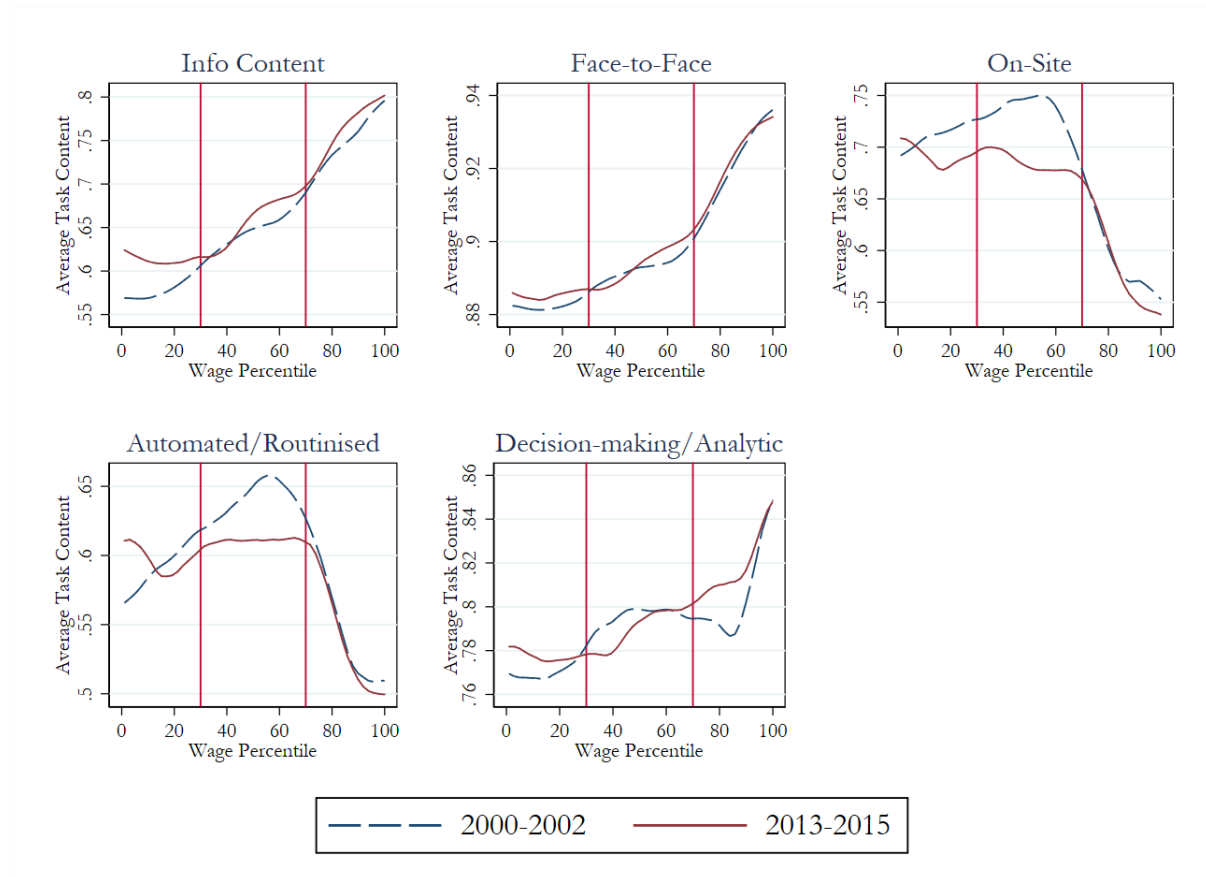 Info Content
Average Task Content
.55 .6 .65 .7 .75 .8
0 20 40 60 80 100
Wage Percentile
Face-to-Face
Average Task Content
.88 .9 .92 .94
0 20 40 60 80 100
Wage Percentile
On-Site
Average Task Content
.55 .6 .65 .7 .75
0 20 40 60 80 100
Wage Percentile
Automated/Routinised
Average Task Content
.5 .55 .6 .65
0 20 40 60 80 100
Wage Percentile
Decision-making/Analytic
Average Task Content
.76 .78 .8 .82 .84 .86
0 20 40 60 80 100
Wage Percentile
2000-2002 2013-2015